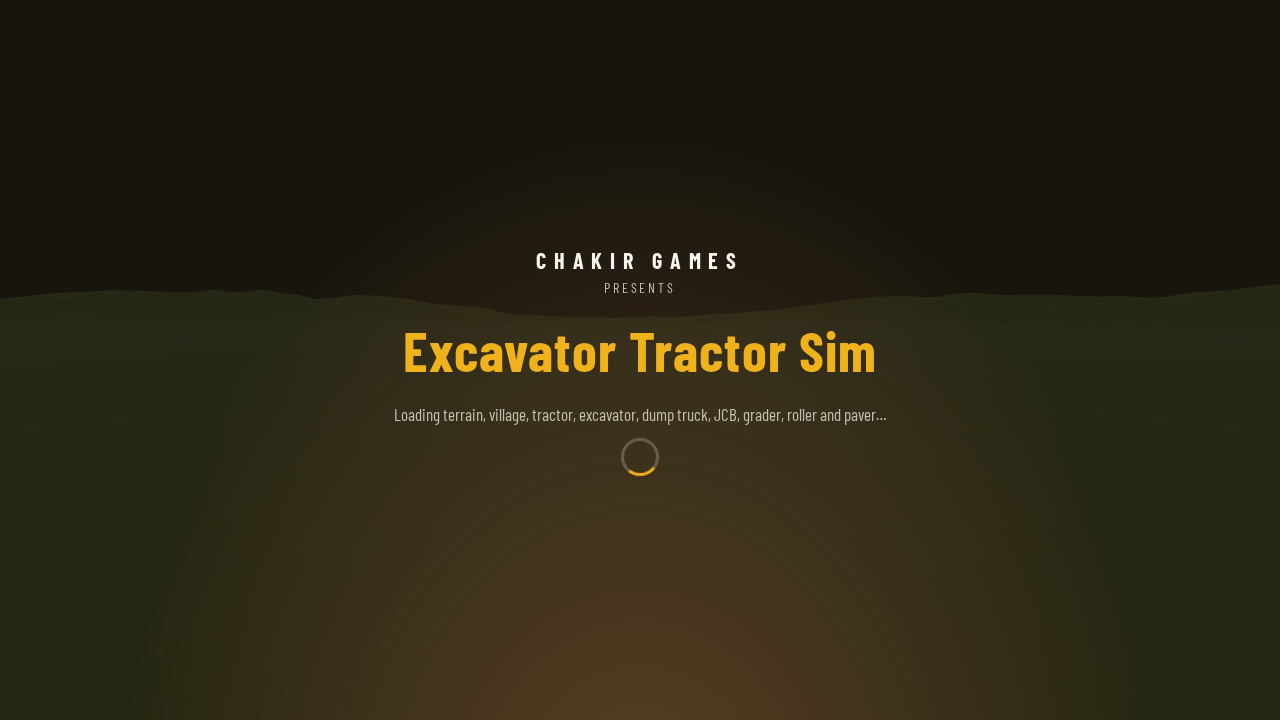 CHAKIR GAMES
PRESENTS
Excavator Tractor Sim
Loading terrain, village, tractor, excavator, dump truck, JCB, grader, roller and paver...